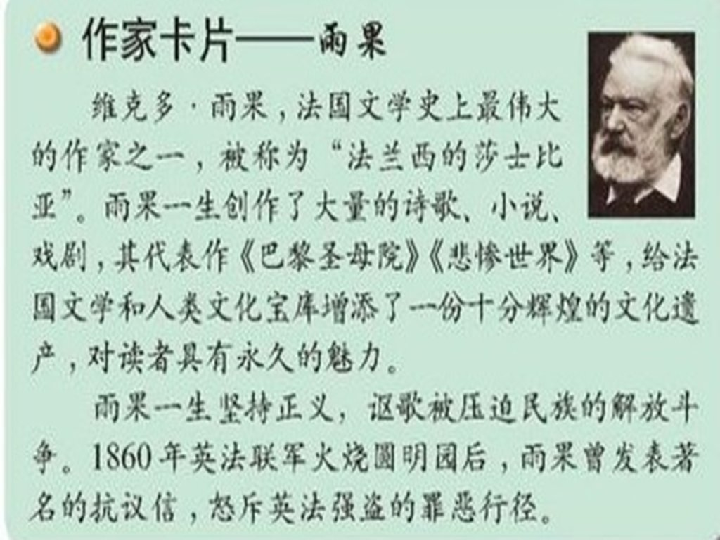 作家卡片——雨果
维克多·雨果，法国文学史上最伟大
的作家之一，被称为“法兰西的莎士比
亚”。雨果一生创作了大量的诗歌、小说、
戏剧，其代表作《巴黎圣母院》《悲惨世界》等，给法
国文学和人类文化宝库增添了一份十分辉煌的文化遗
产，对读者具有永久的魅力。
雨果一生坚持正义，讴歌被压迫民族的解放斗
争。1860年英法联军火烧圆明园后，雨果曾发表著
名的抗议信，怒斥英法强盗的罪恶行径。